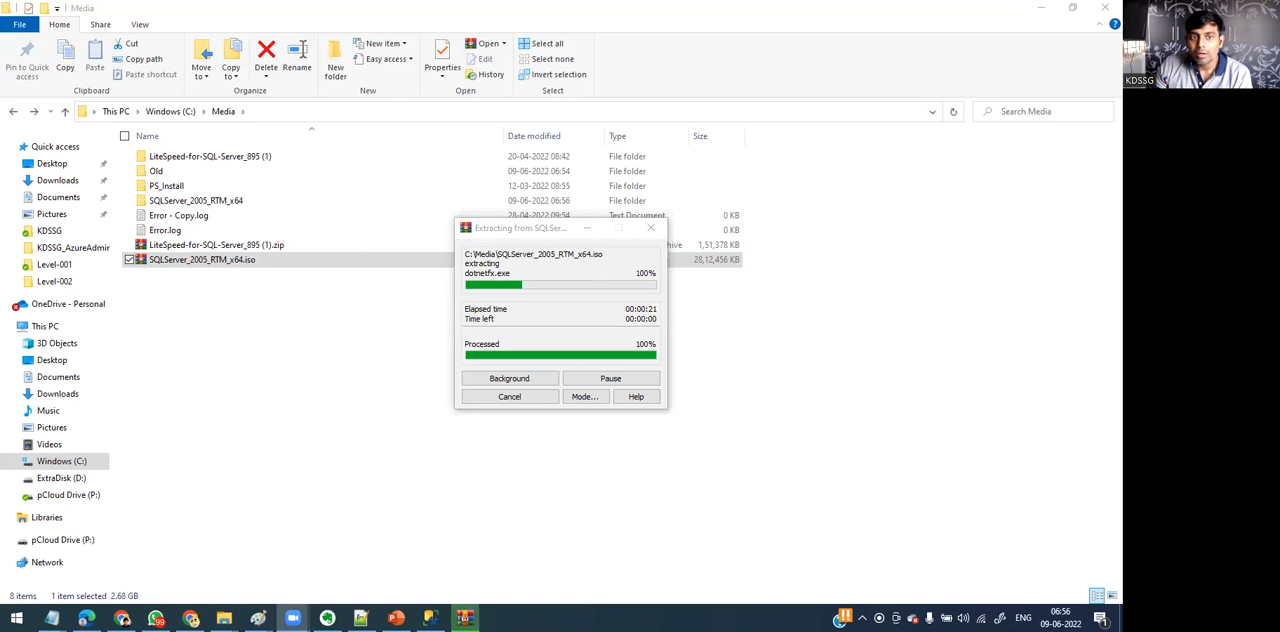 Media
File Home Share View
Pin to Quick access
Copy
Paste
Cut
Copy path
Paste shortcut
Clipboard
Move to
Copy to
Delete
Rename
Organize
New folder
New item
Easy access
New
Properties
Open
Edit
History
Open
Select all
Select none
Invert selection
Select
KDSSG
This PC > Windows (C:) > Media >
Search Media
Name Date modified Type Size
LiteSpeed-for-SQL-Server_895 (1) 20-04-2022 08:42 File folder
Old 09-06-2022 06:54 File folder
PS_Install 12-03-2022 08:55 File folder
SQLServer_2005_RTM_x64 09-06-2022 06:56 File folder
Error - Copy.log 28-04-2022 09:54 Text Document 0 KB
Error.log 0 KB
LiteSpeed-for-SQL-Server_895 (1).zip hive 1,51,378 KB
SQLServer_2005_RTM_x64.iso 28,12,456 KB
Quick access
Desktop
Downloads
Documents
Pictures
KDSSG
KDSSG_AzureAdmir
Level-001
Level-002
OneDrive - Personal
This PC
3D Objects
Desktop
Documents
Downloads
Music
Pictures
Videos
Windows (C:)
ExtraDisk (D:)
pCloud Drive (P:)
Libraries
pCloud Drive (P:)
Network
Extracting from SQLSer...
C:\Media\SQLServer_2005_RTM_x64.iso
extracting
dotnetfx.exe 100%
Elapsed time 00:00:21
Time left 00:00:00
Processed 100%
Background Pause
Cancel Mode... Help
8 items 1 item selected 2.68 GB
ENG
06:56
09-06-2022